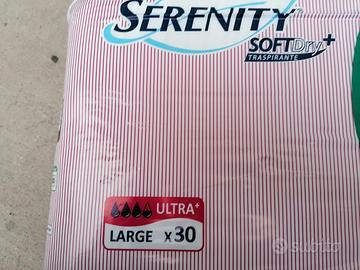 SERENITY
SOFTDry+
TRASPIRANTE
ULTRA+
LARGE x30
subito